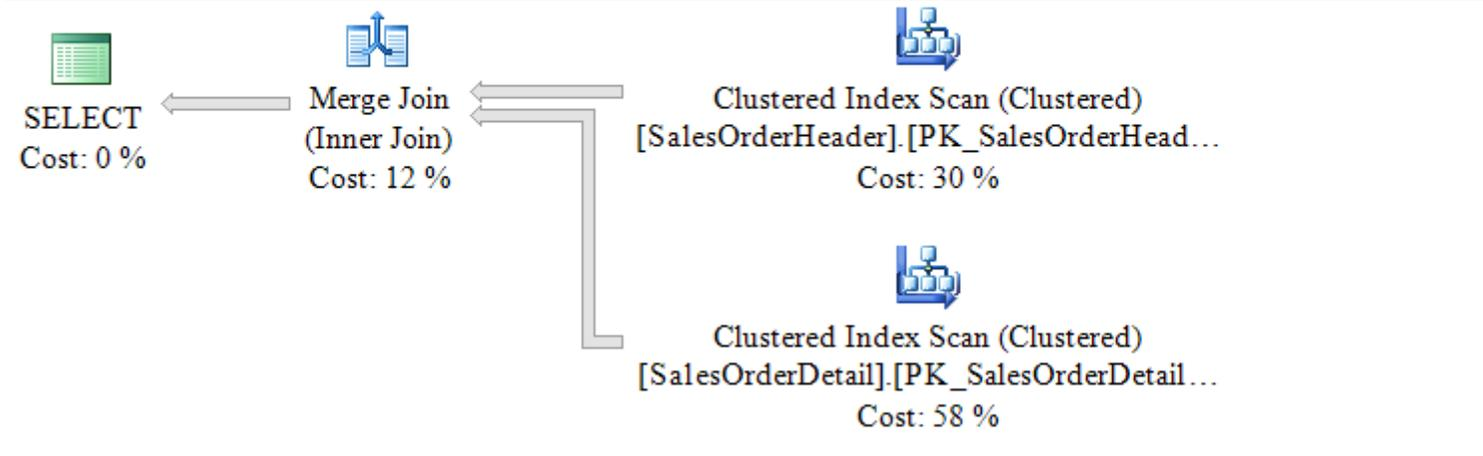 SELECT
Cost: 0 %
Merge Join
(Inner Join)
Cost: 12 %
Clustered Index Scan (Clustered)
[SalesOrderHeader].[PK_SalesOrderHead...
Cost: 30 %
Clustered Index Scan (Clustered)
[SalesOrderDetail].[PK_SalesOrderDetail...
Cost: 58 %